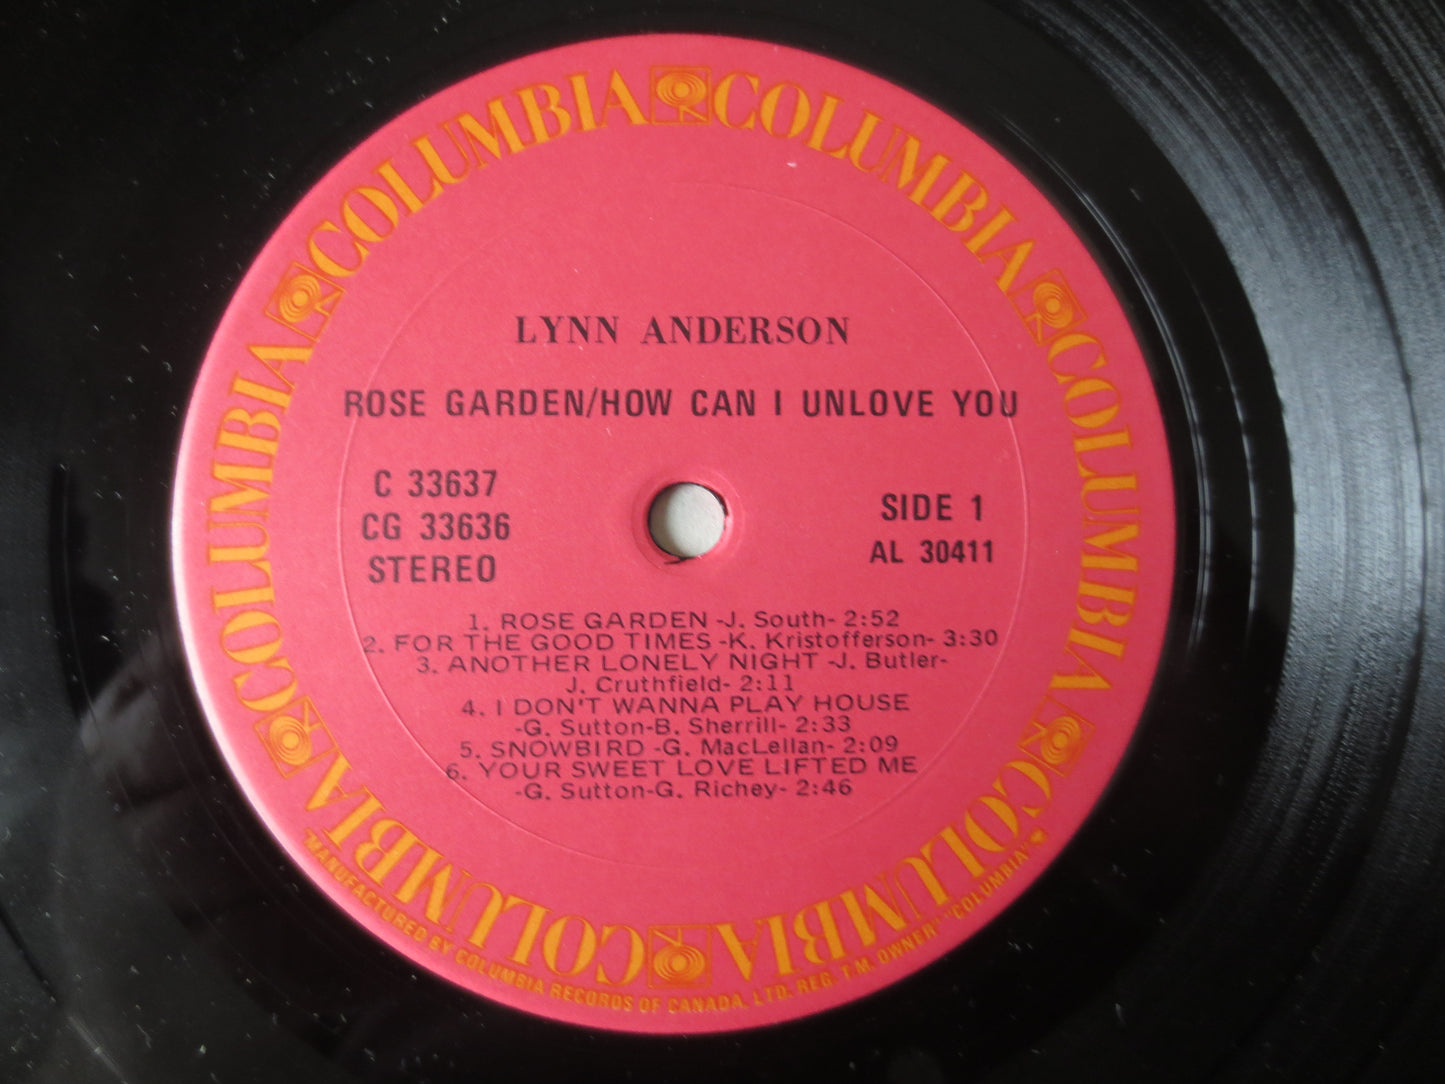 COLUMBIA COLUMBIA COLUMBIA COLUMBIA COLUMBIA COLUMBIA
LYNN ANDERSON
ROSE GARDEN/HOW CAN I UNLOVE YOU
C 33637
CG 33636
STEREO
SIDE 1
AL 30411
1. ROSE GARDEN -J. South- 2:52
2. FOR THE GOOD TIMES -K. Kristofferson- 3:30
3. ANOTHER LONELY NIGHT -J. Butler-
J. Cruthfield- 2:11
4. I DON'T WANNA PLAY HOUSE
-G. Sutton-B. Sherrill- 2:33
5. SNOWBIRD -G. MacLellan- 2:09
6. YOUR SWEET LOVE LIFTED ME
-G. Sutton-G. Richey- 2:46
"MANUFACTURED BY COLUMBIA RECORDS OF CANADA, LTD. REG. T.M. OWNER" "COLUMBIA"